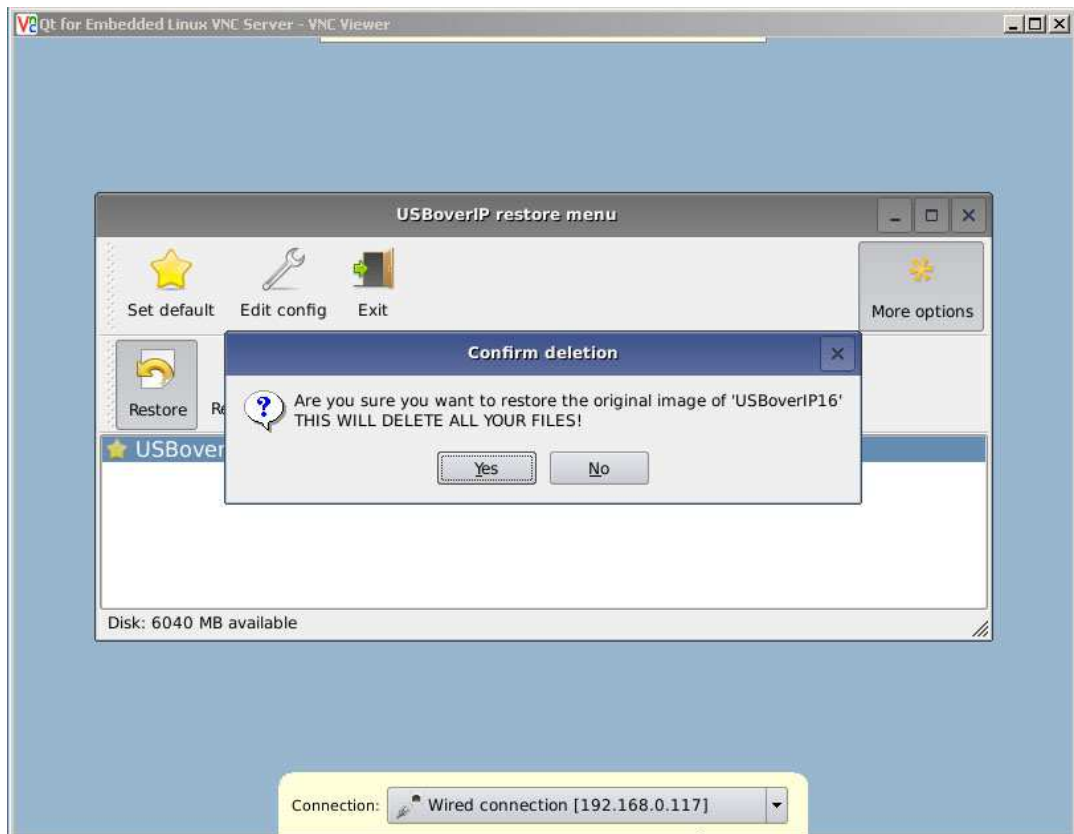 Qt for Embedded Linux VNC Server - VNC Viewer
USBoverIP restore menu
Set default
Edit config
Exit
More options
Confirm deletion
Are you sure you want to restore the original image of 'USBoverIP16'
THIS WILL DELETE ALL YOUR FILES!
Yes
No
Restore
USBover
Disk: 6040 MB available
Connection:
Wired connection [192.168.0.117]